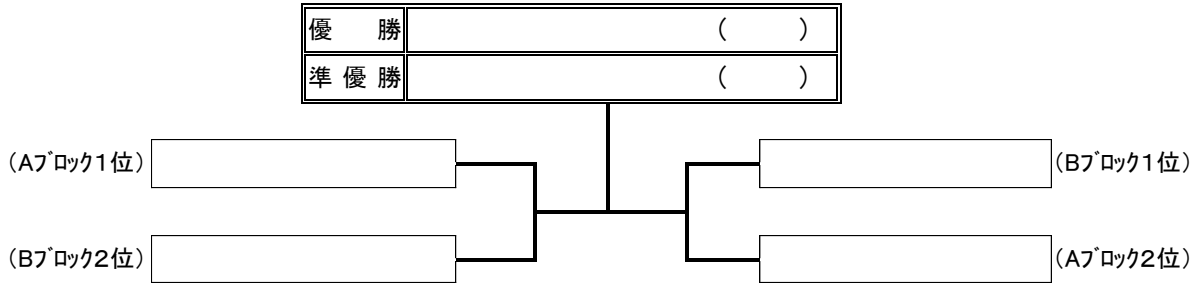 優　勝 （　　　）
準 優 勝 （　　　）
（Aﾌﾞﾛｯｸ１位） （Bﾌﾞﾛｯｸ１位）
（Bﾌﾞﾛｯｸ２位） （Aﾌﾞﾛｯｸ２位）